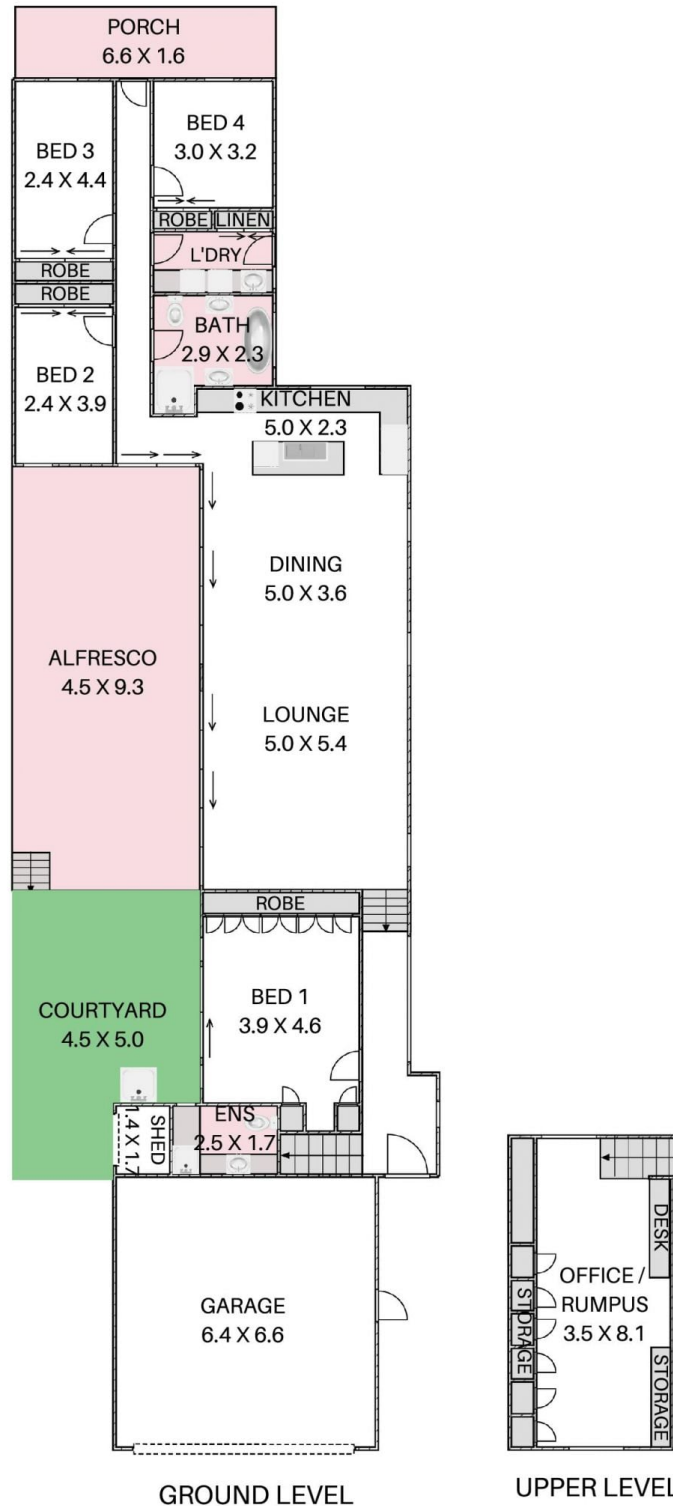 PORCH
6.6 X 1.6
BED 3
2.4 X 4.4
BED 4
3.0 X 3.2
ROBE
LINEN
L'DRY
ROBE
ROBE
BATH
2.9 X 2.3
BED 2
2.4 X 3.9
KITCHEN
5.0 X 2.3
DINING
5.0 X 3.6
ALFRESCO
4.5 X 9.3
LOUNGE
5.0 X 5.4
ROBE
COURTYARD
4.5 X 5.0
BED 1
3.9 X 4.6
SHED
1.4 X 1.7
ENS
2.5 X 1.7
GARAGE
6.4 X 6.6
GROUND LEVEL
DESK
OFFICE /
RUMPUS
3.5 X 8.1
STORAGE
STORAGE
UPPER LEVEL